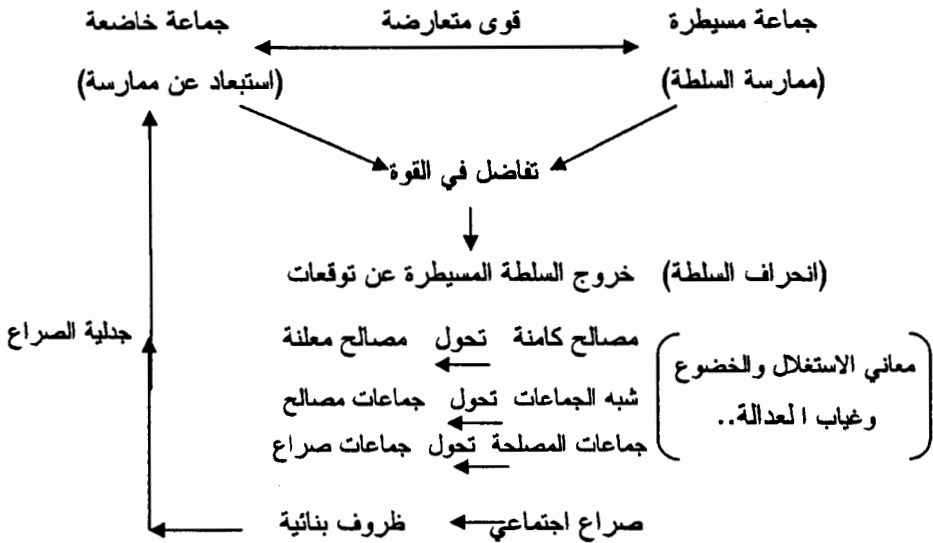 جماعة مسيطرة قوى متعارضة جماعة خاضعة
(ممارسة السلطة) (استبعاد عن ممارسة)
تفاضل في القوة
(انحراف السلطة) خروج السلطة المسيطرة عن توقعات
مصالح كامنة تحول مصالح معلنة
معاني الاستغلال والخضوع
وغياب العدالة..
شبه الجماعات تحول جماعات مصالح
جماعات المصلحة تحول جماعات صراع
جدلية الصراع
صراع اجتماعي ظروف بنائية